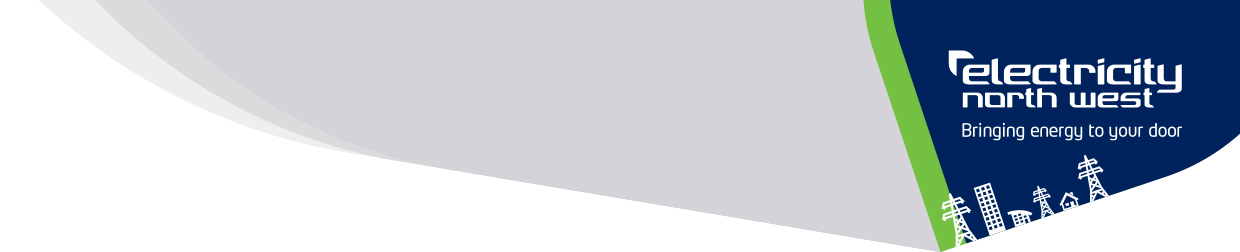 electricity
north west
Bringing energy to your door